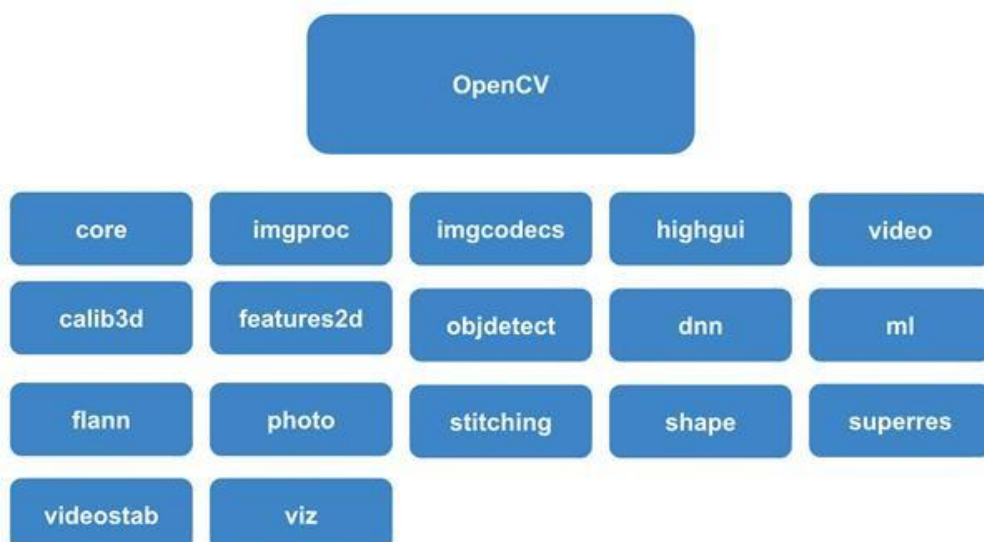 OpenCV
core imgproc imgcodecs highgui video
calib3d features2d objdetect dnn ml
flann photo stitching shape superres
videostab viz